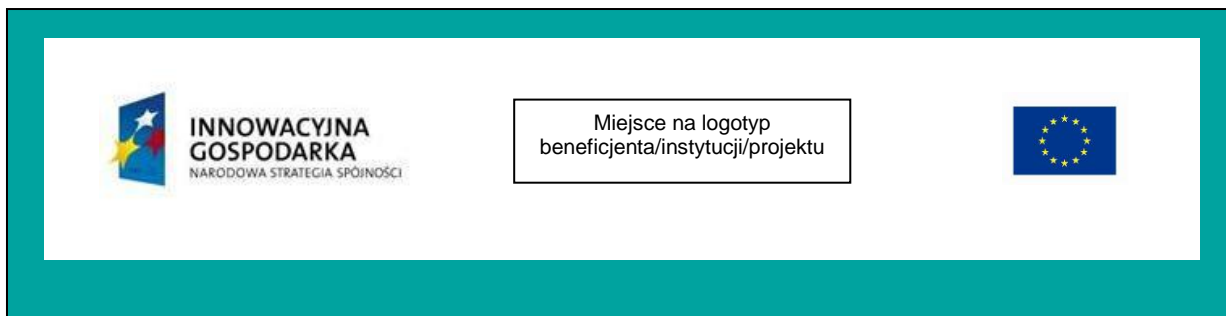 INNOWACYJNA
GOSPODARKA
NARODOWA STRATEGIA SPÓJNOŚCI
Miejsce na logotyp
beneficjenta/instytucji/projektu